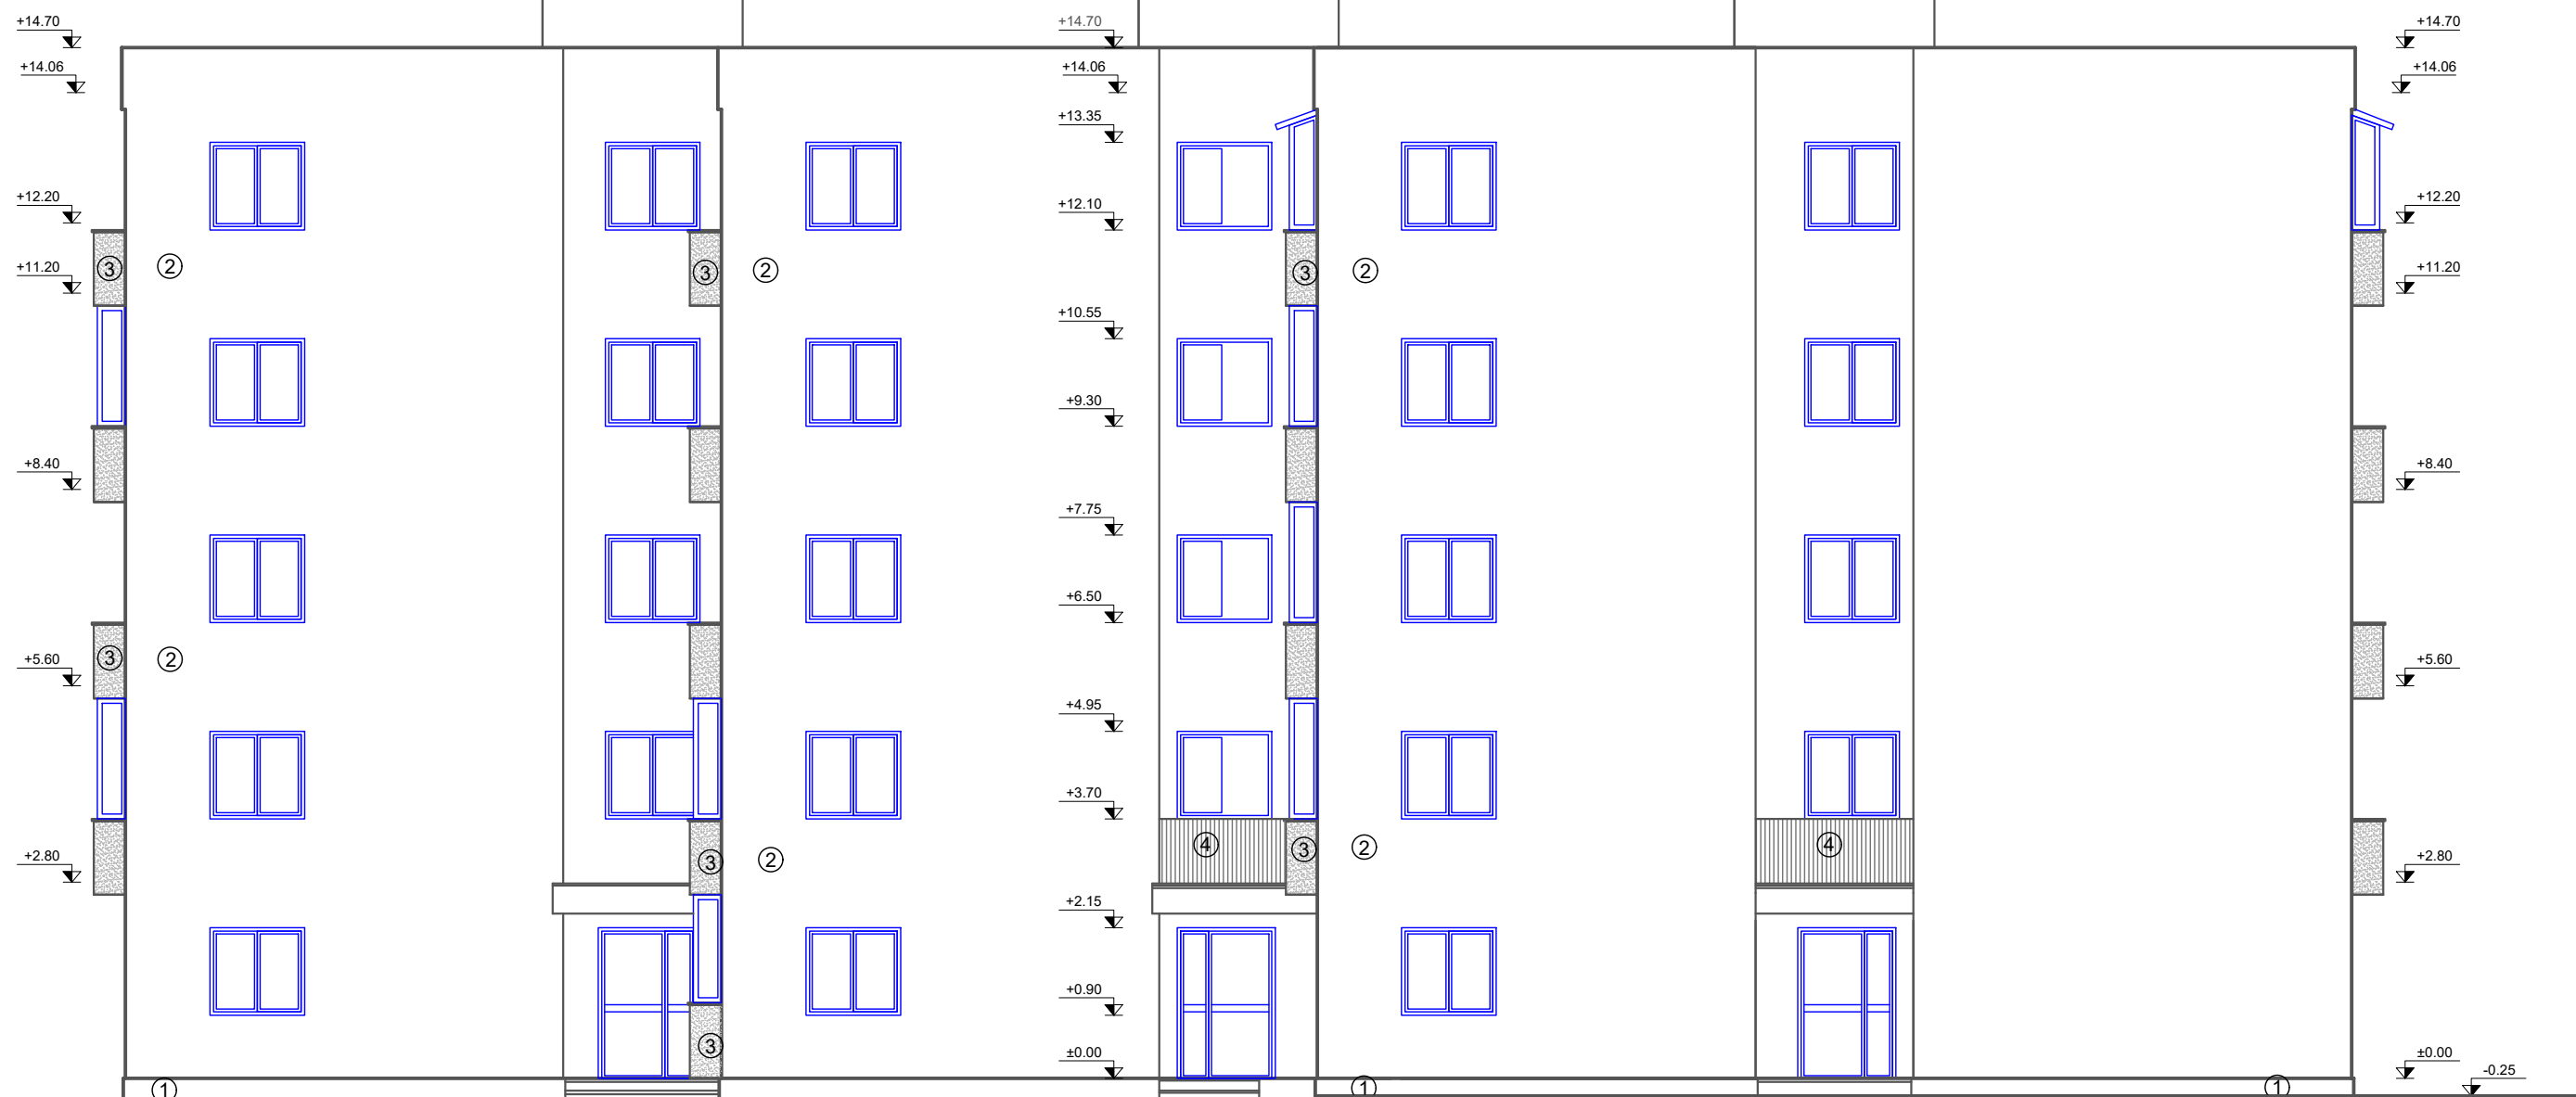 +14.70 +14.70 +14.70
+14.06 +14.06 +14.06
+13.35
+12.20 +12.10 +12.20
3 2 3 2 3 2
+11.20 +11.20
+10.55
+9.30
+8.40 +8.40
+7.75
+6.50
3 2
+5.60 +5.60
+4.95
+3.70
4 3 2 4
+2.80 3 2 +2.80
+2.15
+0.90
3
±0.00 ±0.00
-0.25
1 1 1